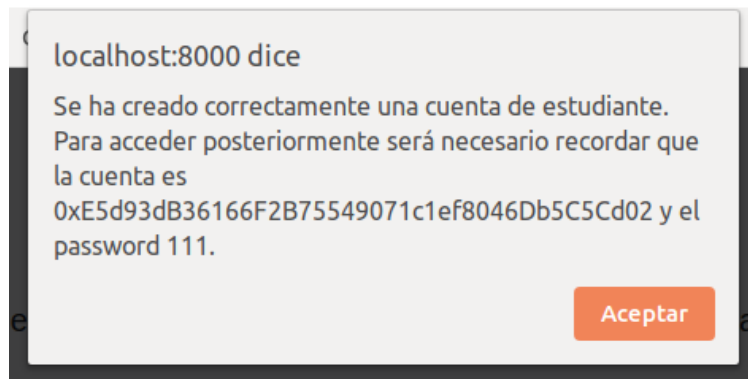 localhost:8000 dice
Se ha creado correctamente una cuenta de estudiante.
Para acceder posteriormente será necesario recordar que
la cuenta es
0xE5d93dB36166F2B75549071c1ef8046Db5C5Cd02 y el
password 111.
Aceptar